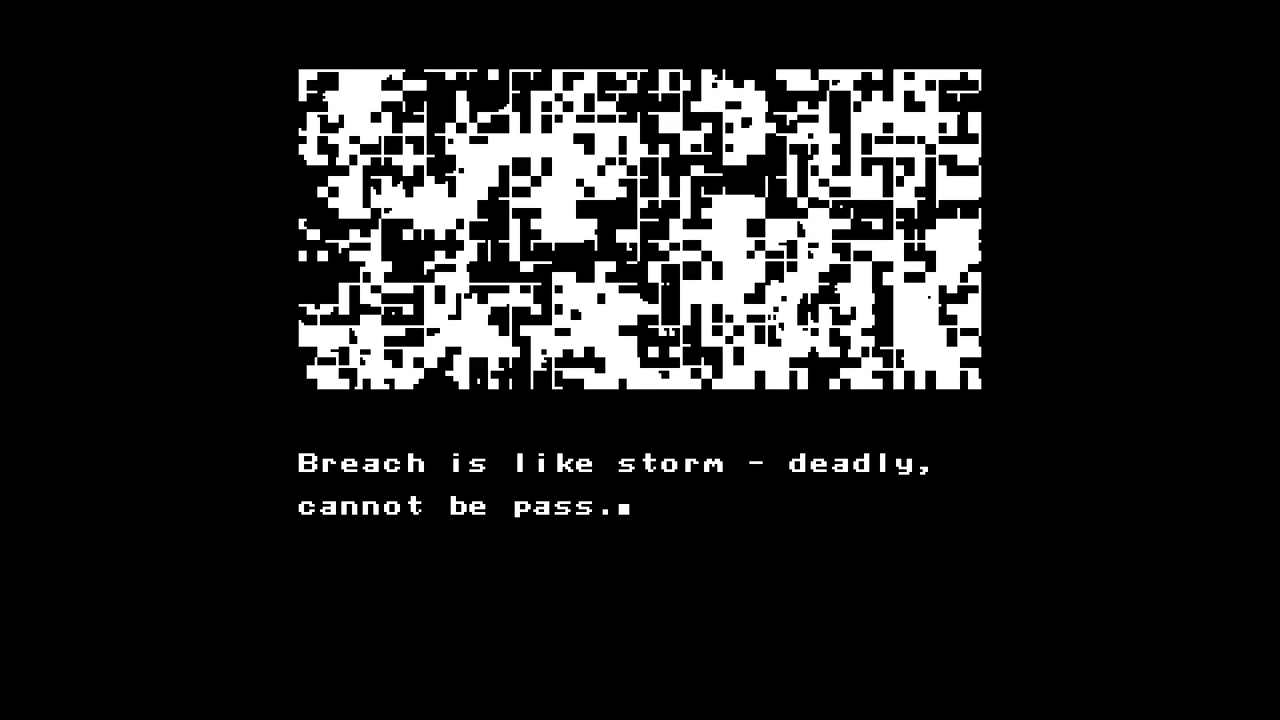 Breach is like storm - deadly,
cannot be pass.